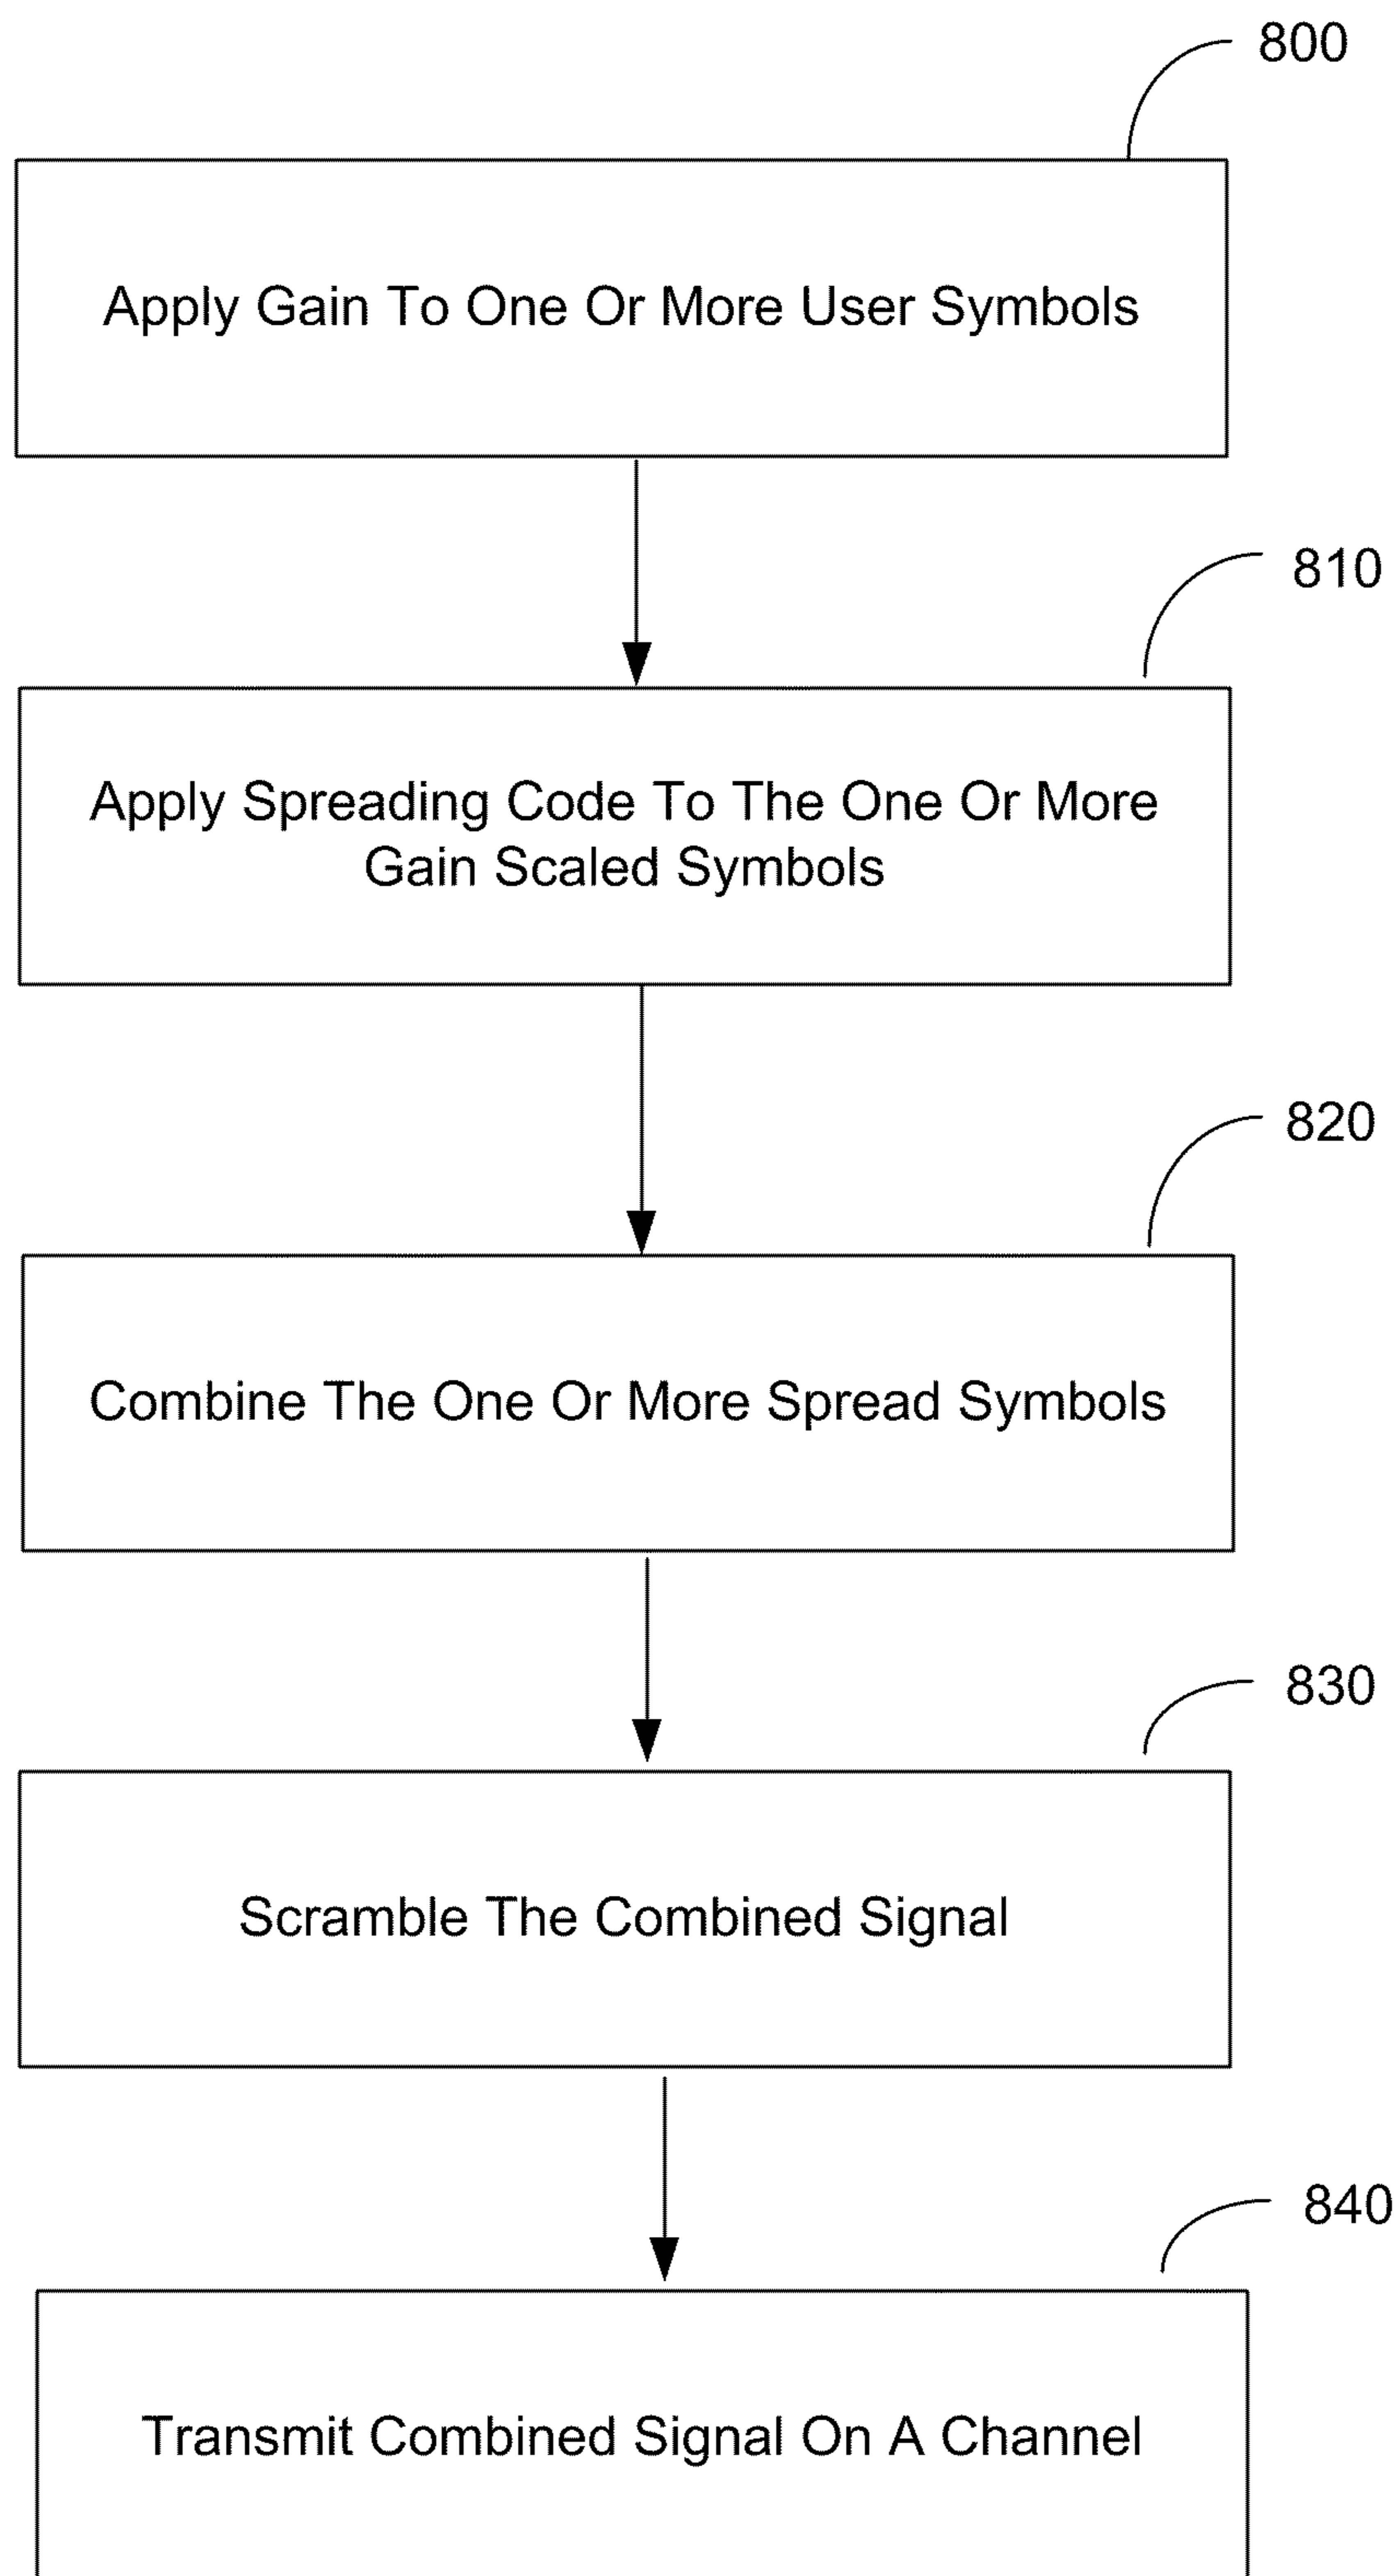 800
Apply Gain To One Or More User Symbols
810
Apply Spreading Code To The One Or More
Gain Scaled Symbols
820
Combine The One Or More Spread Symbols
830
Scramble The Combined Signal
840
Transmit Combined Signal On A Channel